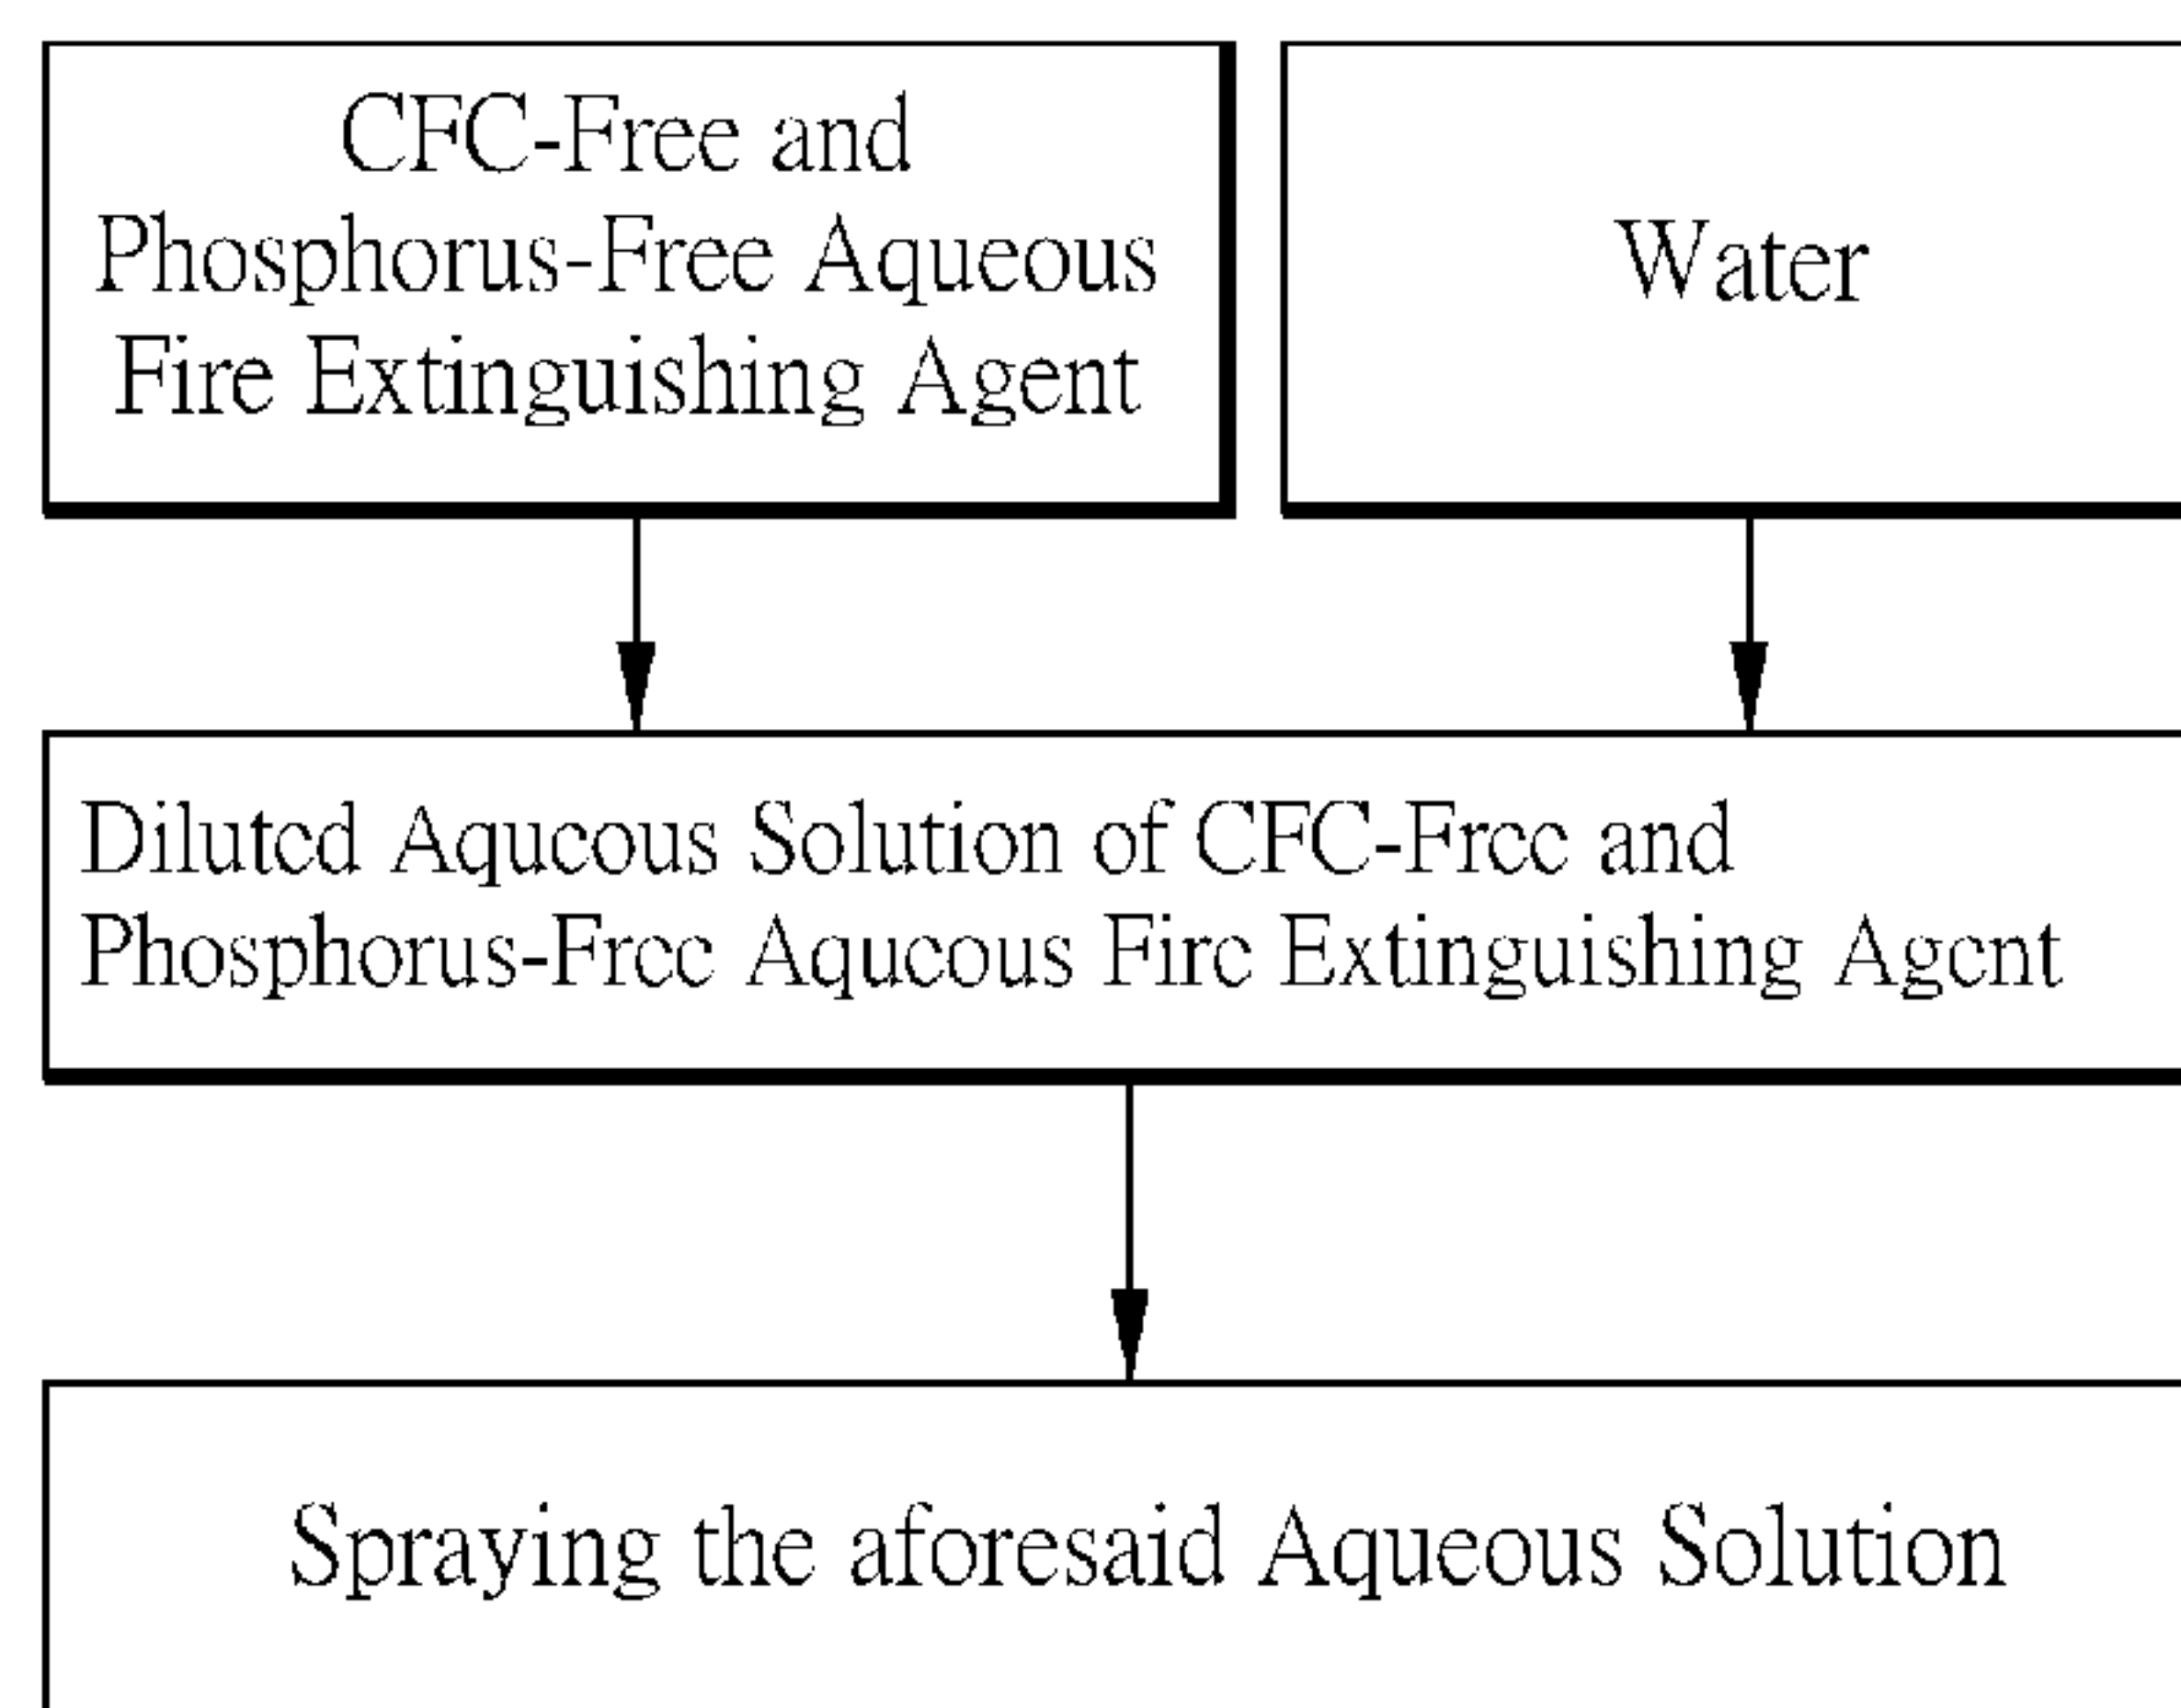 CFC-Free and
Phosphorus-Free Aqueous
Fire Extinguishing Agent
Water
Diluted Aqueous Solution of CFC-Free and
Phosphorus-Free Aqueous Fire Extinguishing Agent
Spraying the aforesaid Aqueous Solution